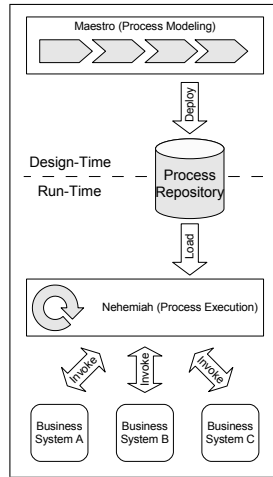 Maestro (Process Modeling)
Deploy
Design-Time
Run-Time
Process
Repository
Load
Nehemiah (Process Execution)
Invoke
Invoke
Invoke
Business
System A
Business
System B
Business
System C